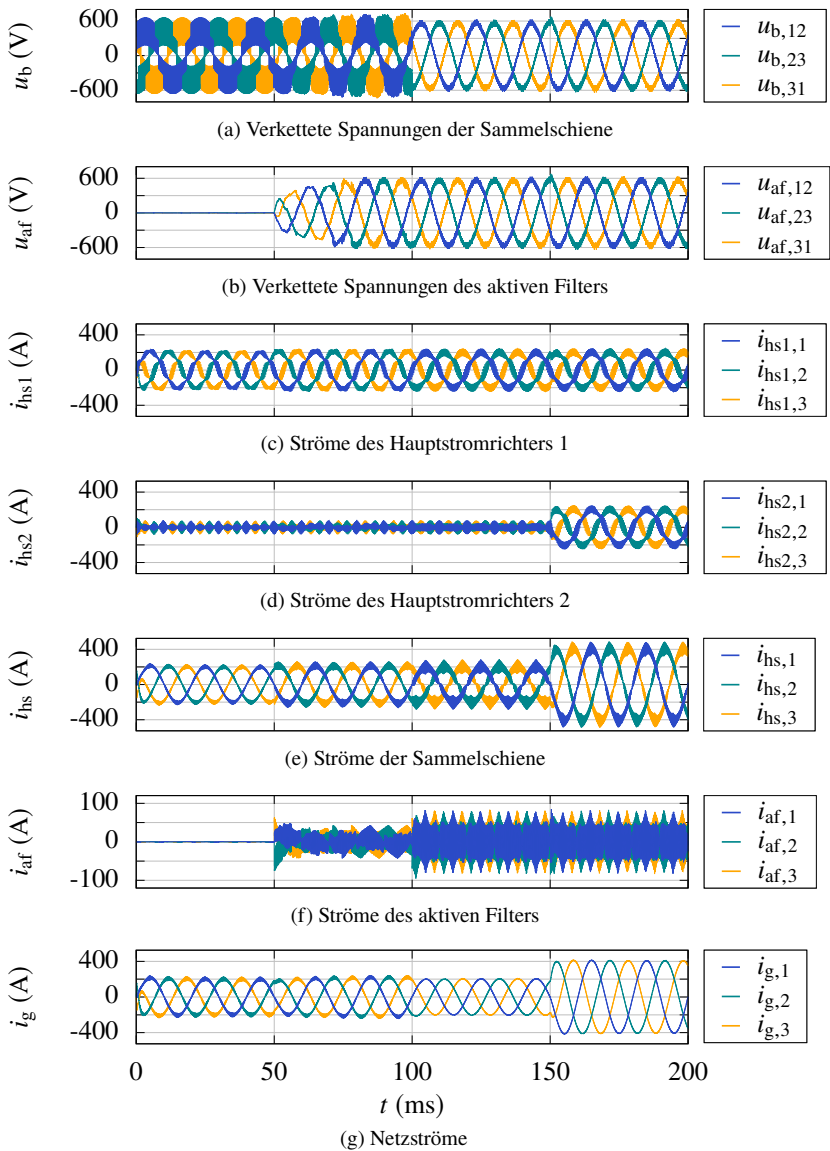 600
0
-600
u_b (V)
u_b,12
u_b,23
u_b,31
(a) Verkettete Spannungen der Sammelschiene
600
0
-600
u_af (V)
u_af,12
u_af,23
u_af,31
(b) Verkettete Spannungen des aktiven Filters
400
0
-400
i_hs1 (A)
i_hs1,1
i_hs1,2
i_hs1,3
(c) Ströme des Hauptstromrichters 1
400
0
-400
i_hs2 (A)
i_hs2,1
i_hs2,2
i_hs2,3
(d) Ströme des Hauptstromrichters 2
400
0
-400
i_hs (A)
i_hs,1
i_hs,2
i_hs,3
(e) Ströme der Sammelschiene
100
0
-100
i_af (A)
i_af,1
i_af,2
i_af,3
(f) Ströme des aktiven Filters
400
0
-400
i_g (A)
i_g,1
i_g,2
i_g,3
0 50 100 150 200
t (ms)
(g) Netzströme